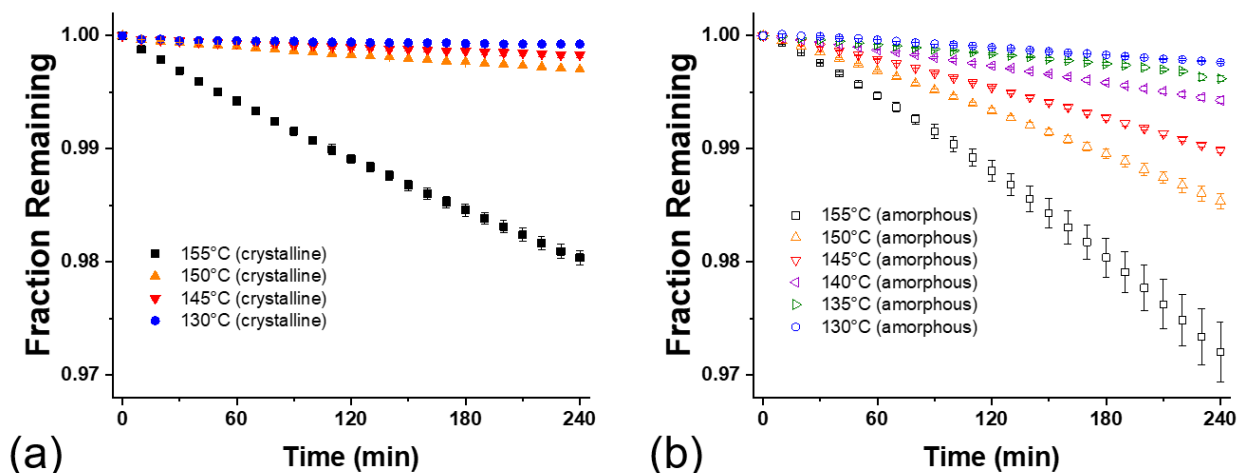 1.00
0.99
0.98
0.97
Fraction Remaining
155°C (crystalline)
150°C (crystalline)
145°C (crystalline)
130°C (crystalline)
0 60 120 180 240
Time (min)
(a)
1.00
0.99
0.98
0.97
Fraction Remaining
155°C (amorphous)
150°C (amorphous)
145°C (amorphous)
140°C (amorphous)
135°C (amorphous)
130°C (amorphous)
0 60 120 180 240
Time (min)
(b)